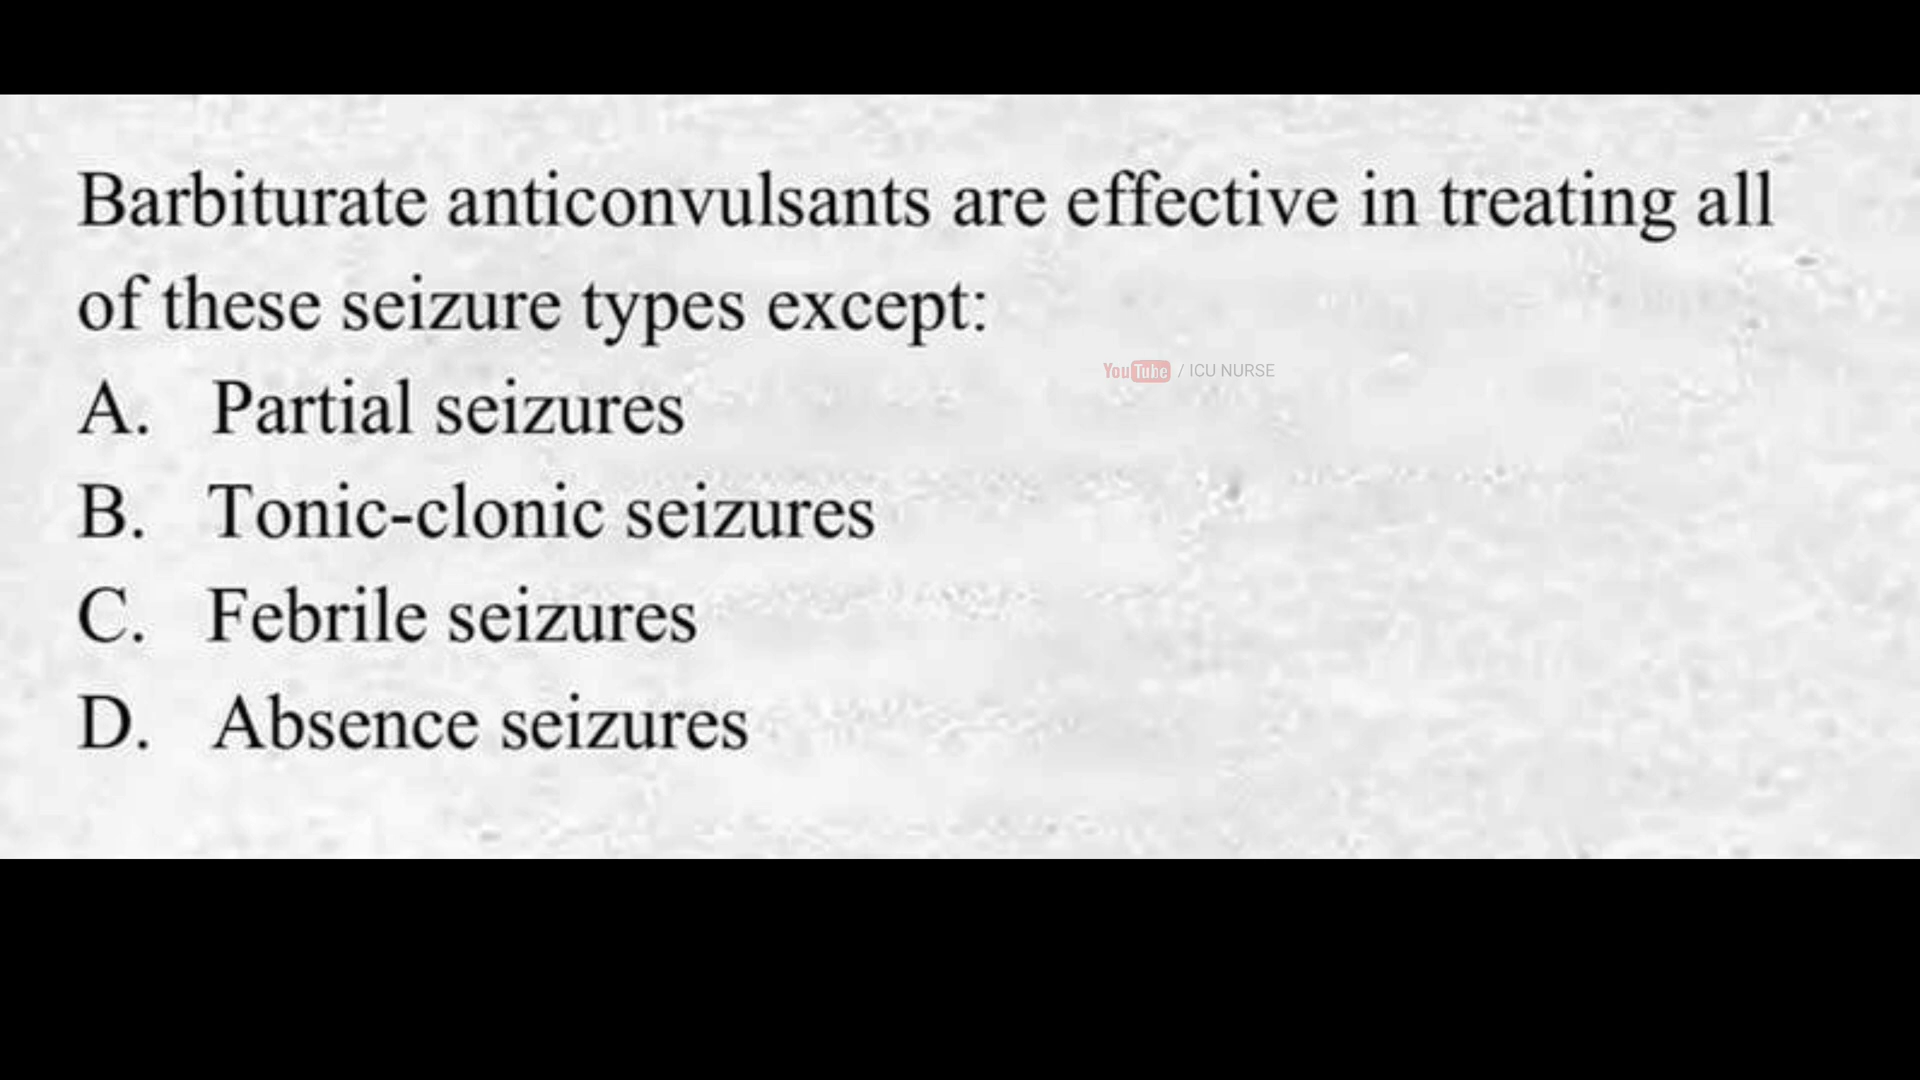 Barbiturate anticonvulsants are effective in treating all
of these seizure types except:
YouTube / ICU NURSE
A. Partial seizures
B. Tonic-clonic seizures
C. Febrile seizures
D. Absence seizures